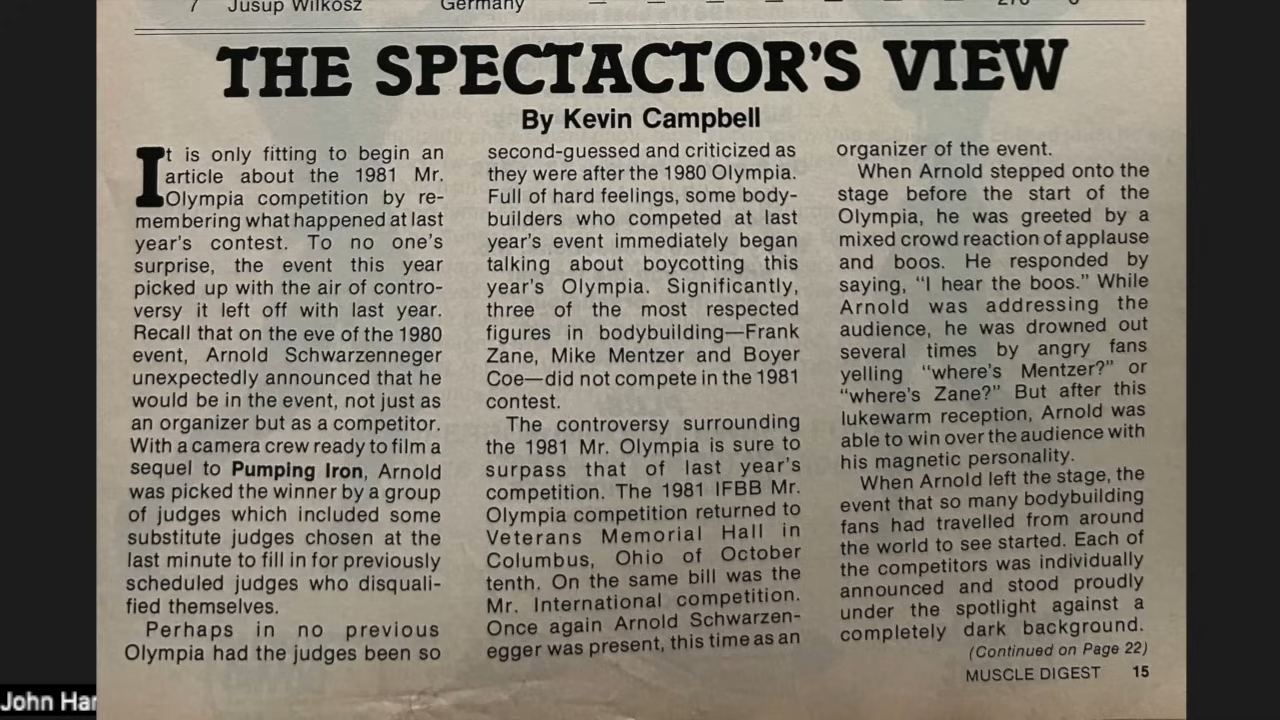 7 Jusup Wilkosz Germany — — — — — — — 270 6
THE SPECTACTOR'S VIEW
By Kevin Campbell
It is only fitting to begin an
article about the 1981 Mr.
Olympia competition by re-
membering what happened at last
year's contest. To no one's
surprise, the event this year
picked up with the air of contro-
versy it left off with last year.
Recall that on the eve of the 1980
event, Arnold Schwarzenneger
unexpectedly announced that he
would be in the event, not just as
an organizer but as a competitor.
With a camera crew ready to film a
sequel to Pumping Iron, Arnold
was picked the winner by a group
of judges which included some
substitute judges chosen at the
last minute to fill in for previously
scheduled judges who disquali-
fied themselves.
Perhaps in no previous
Olympia had the judges been so
second-guessed and criticized as
they were after the 1980 Olympia.
Full of hard feelings, some body-
builders who competed at last
year's event immediately began
talking about boycotting this
year's Olympia. Significantly,
three of the most respected
figures in bodybuilding—Frank
Zane, Mike Mentzer and Boyer
Coe—did not compete in the 1981
contest.
The controversy surrounding
the 1981 Mr. Olympia is sure to
surpass that of last year's
competition. The 1981 IFBB Mr.
Olympia competition returned to
Veterans Memorial Hall in
Columbus, Ohio of October
tenth. On the same bill was the
Mr. International competition.
Once again Arnold Schwarzen-
egger was present, this time as an
organizer of the event.
When Arnold stepped onto the
stage before the start of the
Olympia, he was greeted by a
mixed crowd reaction of applause
and boos. He responded by
saying, "I hear the boos." While
Arnold was addressing the
audience, he was drowned out
several times by angry fans
yelling "where's Mentzer?" or
"where's Zane?" But after this
lukewarm reception, Arnold was
able to win over the audience with
his magnetic personality.
When Arnold left the stage, the
event that so many bodybuilding
fans had travelled from around
the world to see started. Each of
the competitors was individually
announced and stood proudly
under the spotlight against a
completely dark background.
(Continued on Page 22)
MUSCLE DIGEST 15
John Har